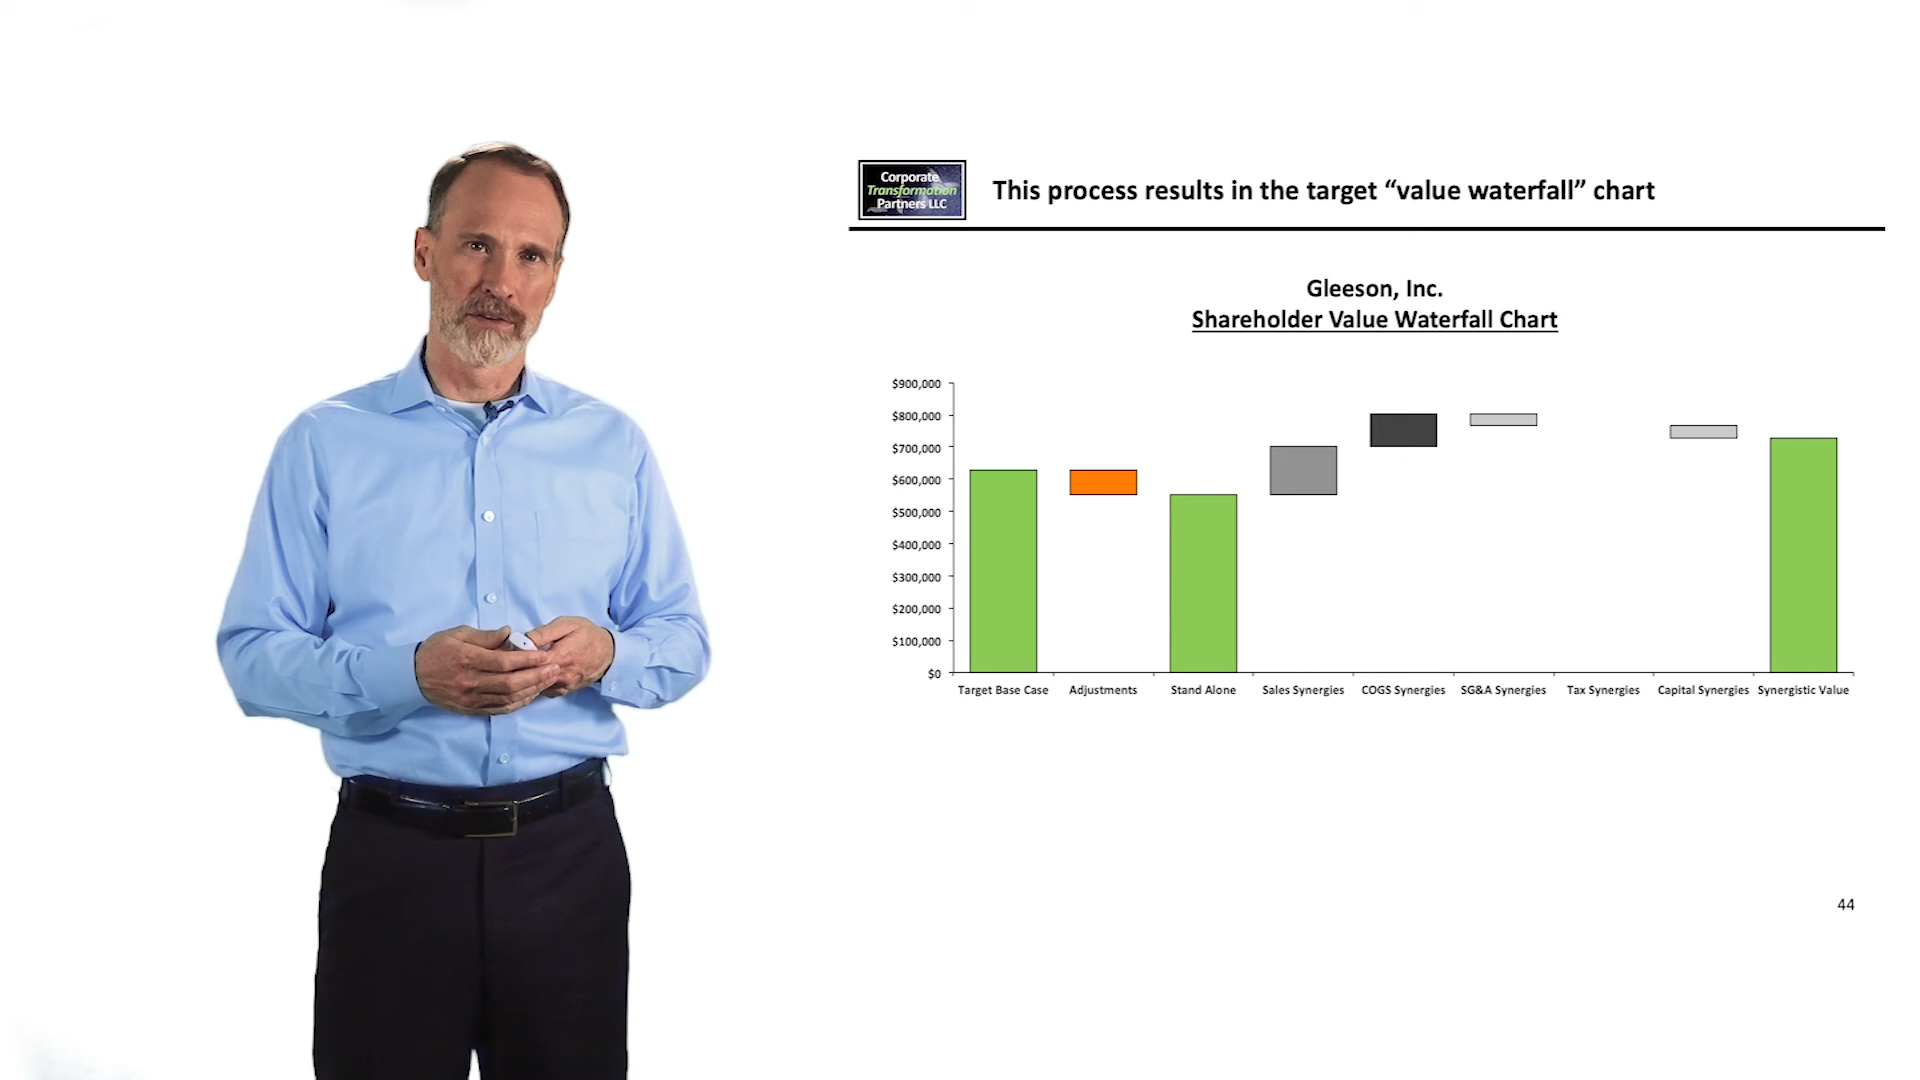 Corporate
Transformation
Partners LLC
This process results in the target “value waterfall” chart
Gleeson, Inc.
Shareholder Value Waterfall Chart
$900,000
$800,000
$700,000
$600,000
$500,000
$400,000
$300,000
$200,000
$100,000
$0
Target Base Case Adjustments Stand Alone Sales Synergies COGS Synergies SG&A Synergies Tax Synergies Capital Synergies Synergistic Value
44